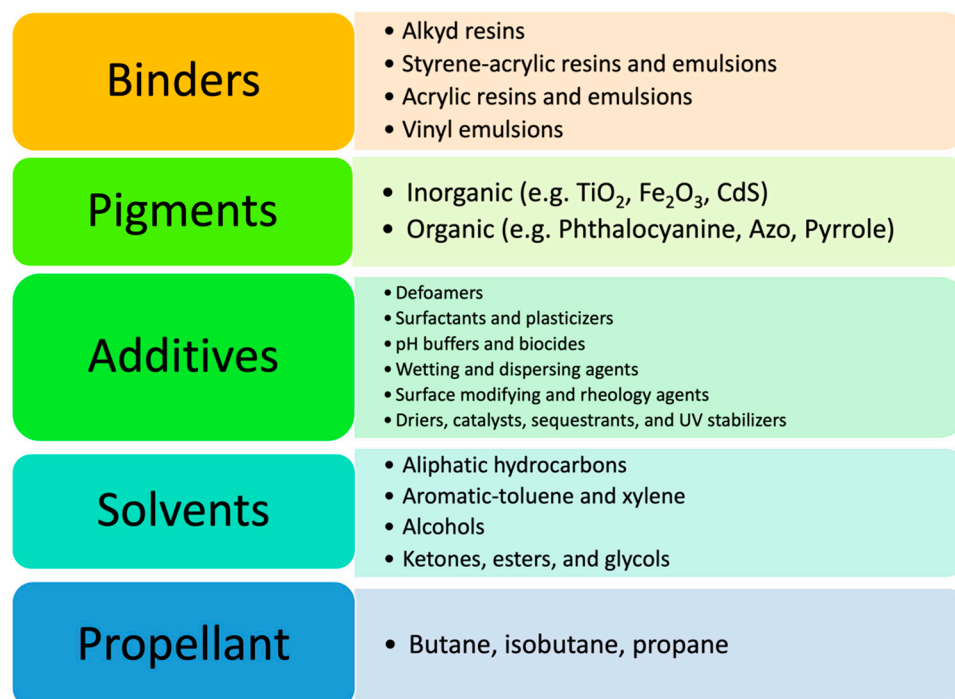 Binders
• Alkyd resins
• Styrene-acrylic resins and emulsions
• Acrylic resins and emulsions
• Vinyl emulsions
Pigments
• Inorganic (e.g. TiO₂, Fe₂O₃, CdS)
• Organic (e.g. Phthalocyanine, Azo, Pyrrole)
Additives
• Defoamers
• Surfactants and plasticizers
• pH buffers and biocides
• Wetting and dispersing agents
• Surface modifying and rheology agents
• Driers, catalysts, sequestrants, and UV stabilizers
Solvents
• Aliphatic hydrocarbons
• Aromatic-toluene and xylene
• Alcohols
• Ketones, esters, and glycols
Propellant
• Butane, isobutane, propane